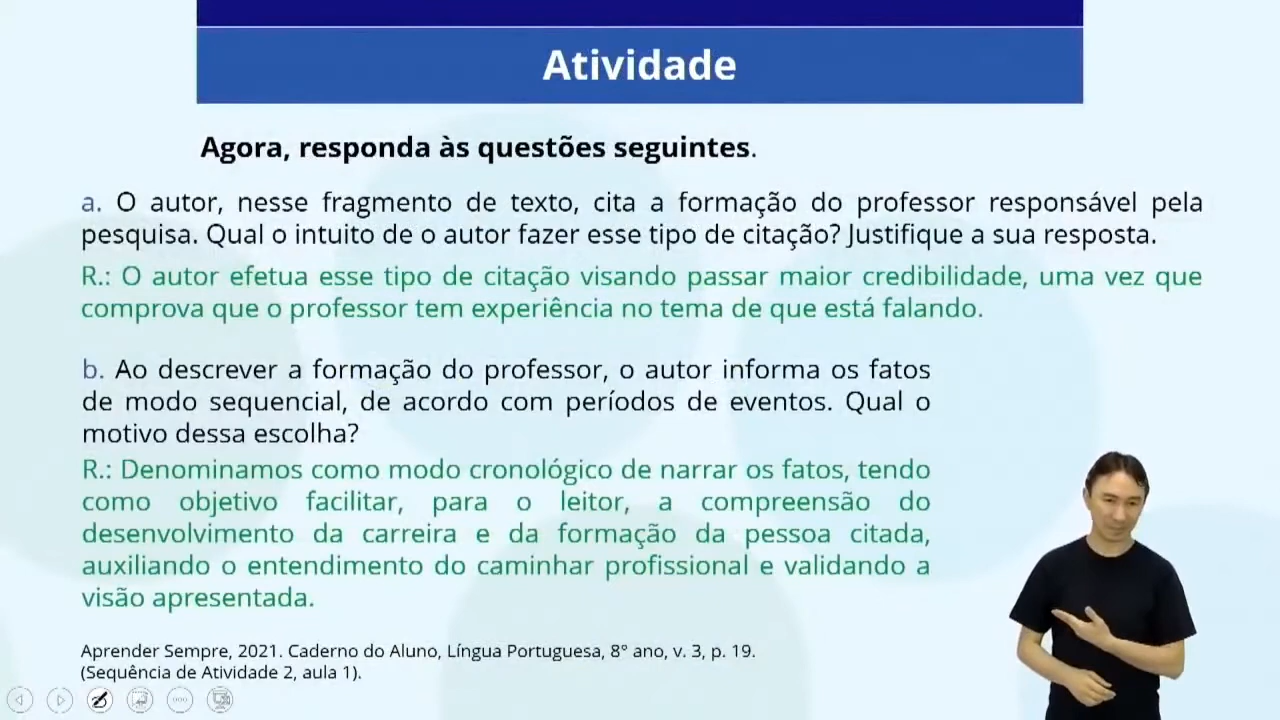 Atividade
Agora, responda às questões seguintes.
a. O autor, nesse fragmento de texto, cita a formação do professor responsável pela
pesquisa. Qual o intuito de o autor fazer esse tipo de citação? Justifique a sua resposta.
R.: O autor efetua esse tipo de citação visando passar maior credibilidade, uma vez que
comprova que o professor tem experiência no tema de que está falando.
b. Ao descrever a formação do professor, o autor informa os fatos
de modo sequencial, de acordo com períodos de eventos. Qual o
motivo dessa escolha?
R.: Denominamos como modo cronológico de narrar os fatos, tendo
como objetivo facilitar, para o leitor, a compreensão do
desenvolvimento da carreira e da formação da pessoa citada,
auxiliando o entendimento do caminhar profissional e validando a
visão apresentada.
Aprender Sempre, 2021. Caderno do Aluno, Língua Portuguesa, 8° ano, v. 3, p. 19.
(Sequência de Atividade 2, aula 1).